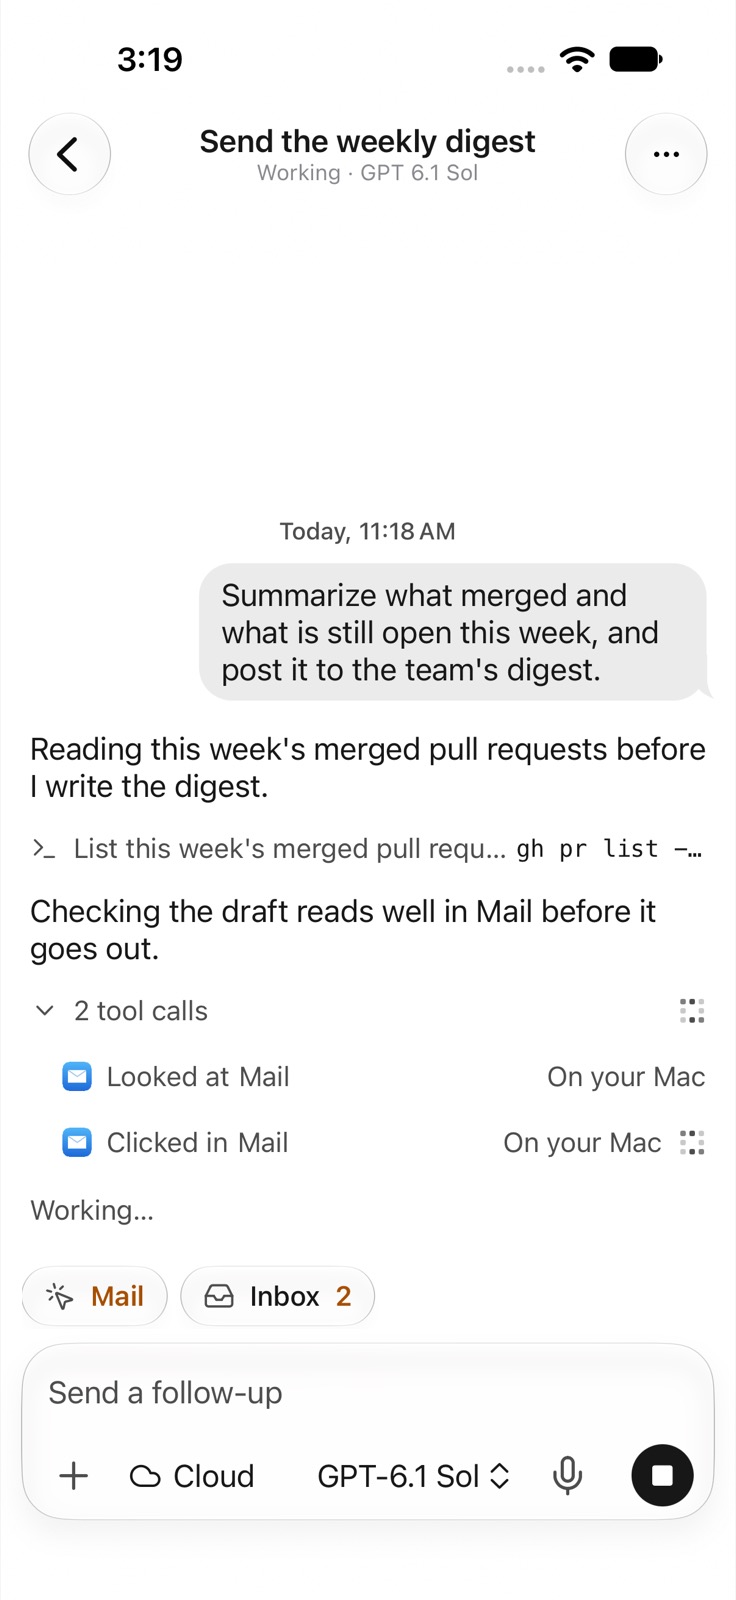 3:19
Send the weekly digest
Working · GPT 6.1 Sol
Today, 11:18 AM
Summarize what merged and
what is still open this week, and
post it to the team's digest.
Reading this week's merged pull requests before
I write the digest.
List this week's merged pull requ... gh pr list –…
Checking the draft reads well in Mail before it
goes out.
2 tool calls
Looked at Mail On your Mac
Clicked in Mail On your Mac
Working...
Mail Inbox 2
Send a follow-up
Cloud GPT-6.1 Sol